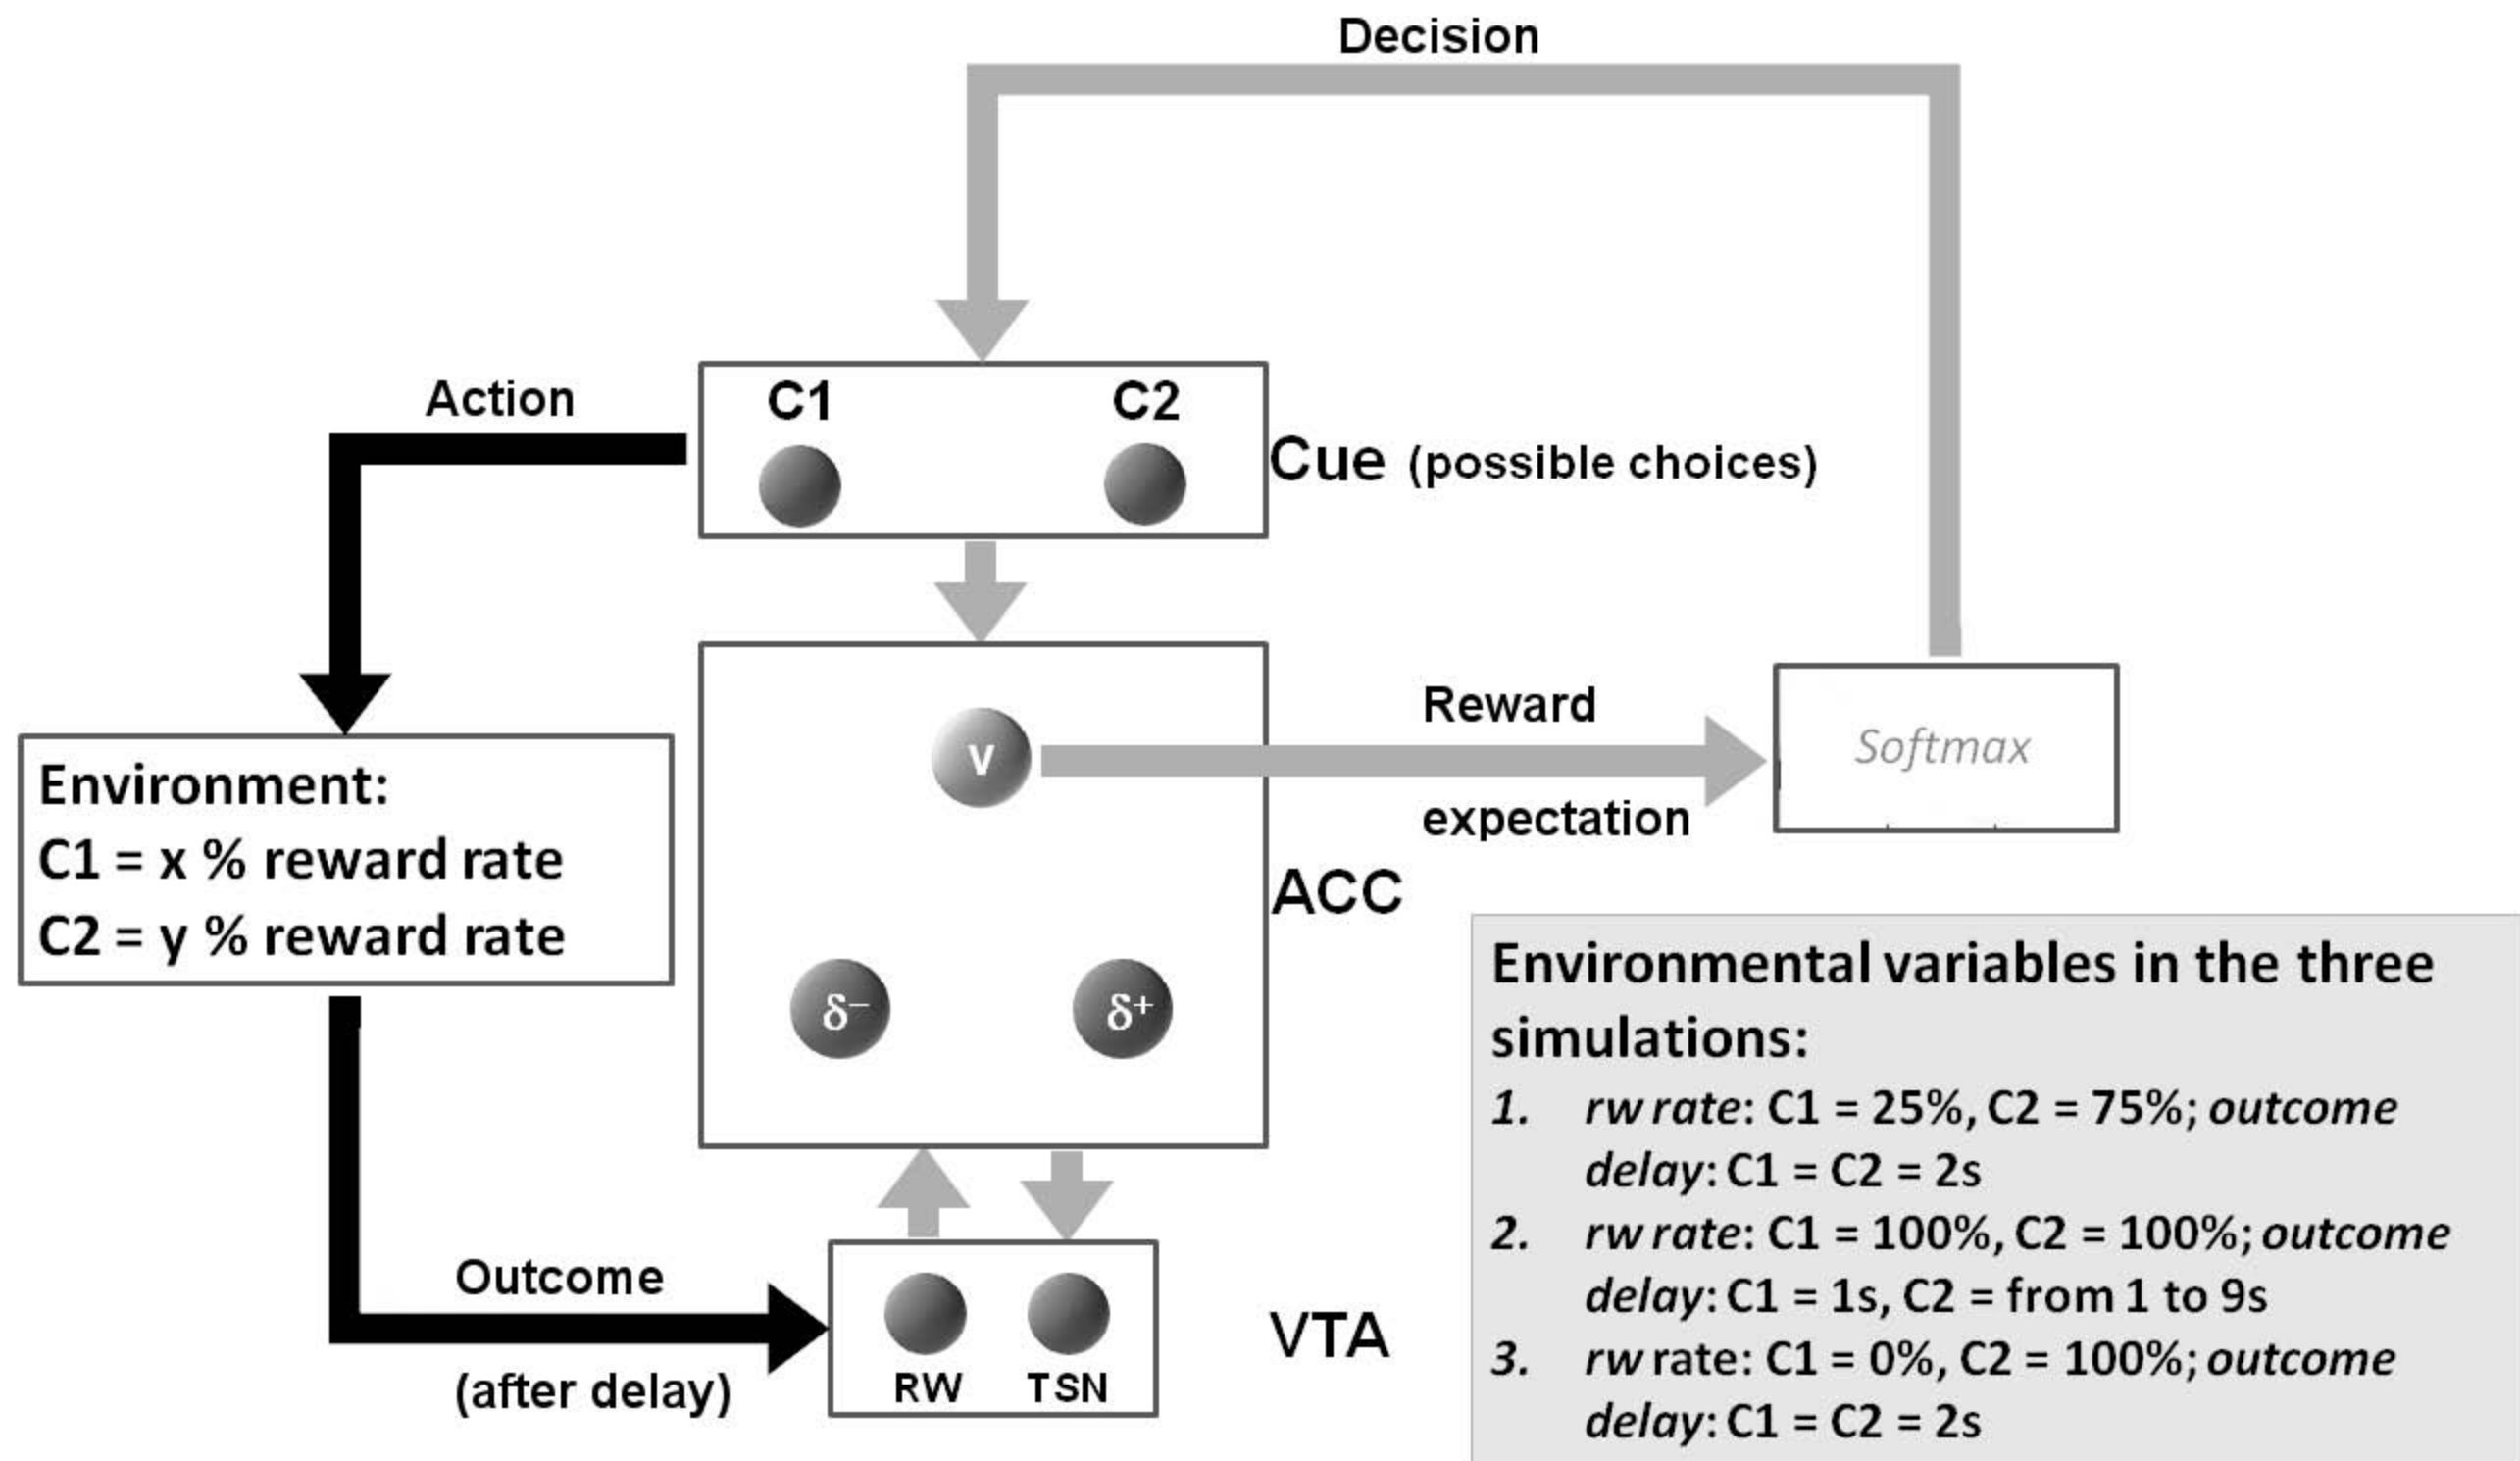 Decision
Action
C1 C2
Cue (possible choices)
Environment:
C1 = x % reward rate
C2 = y % reward rate
V
Reward
expectation
Softmax
ACC
δ− δ+
Outcome
(after delay)
RW TSN
VTA
Environmental variables in the three
simulations:
1. rw rate: C1 = 25%, C2 = 75%; outcome
delay: C1 = C2 = 2s
2. rw rate: C1 = 100%, C2 = 100%; outcome
delay: C1 = 1s, C2 = from 1 to 9s
3. rw rate: C1 = 0%, C2 = 100%; outcome
delay: C1 = C2 = 2s